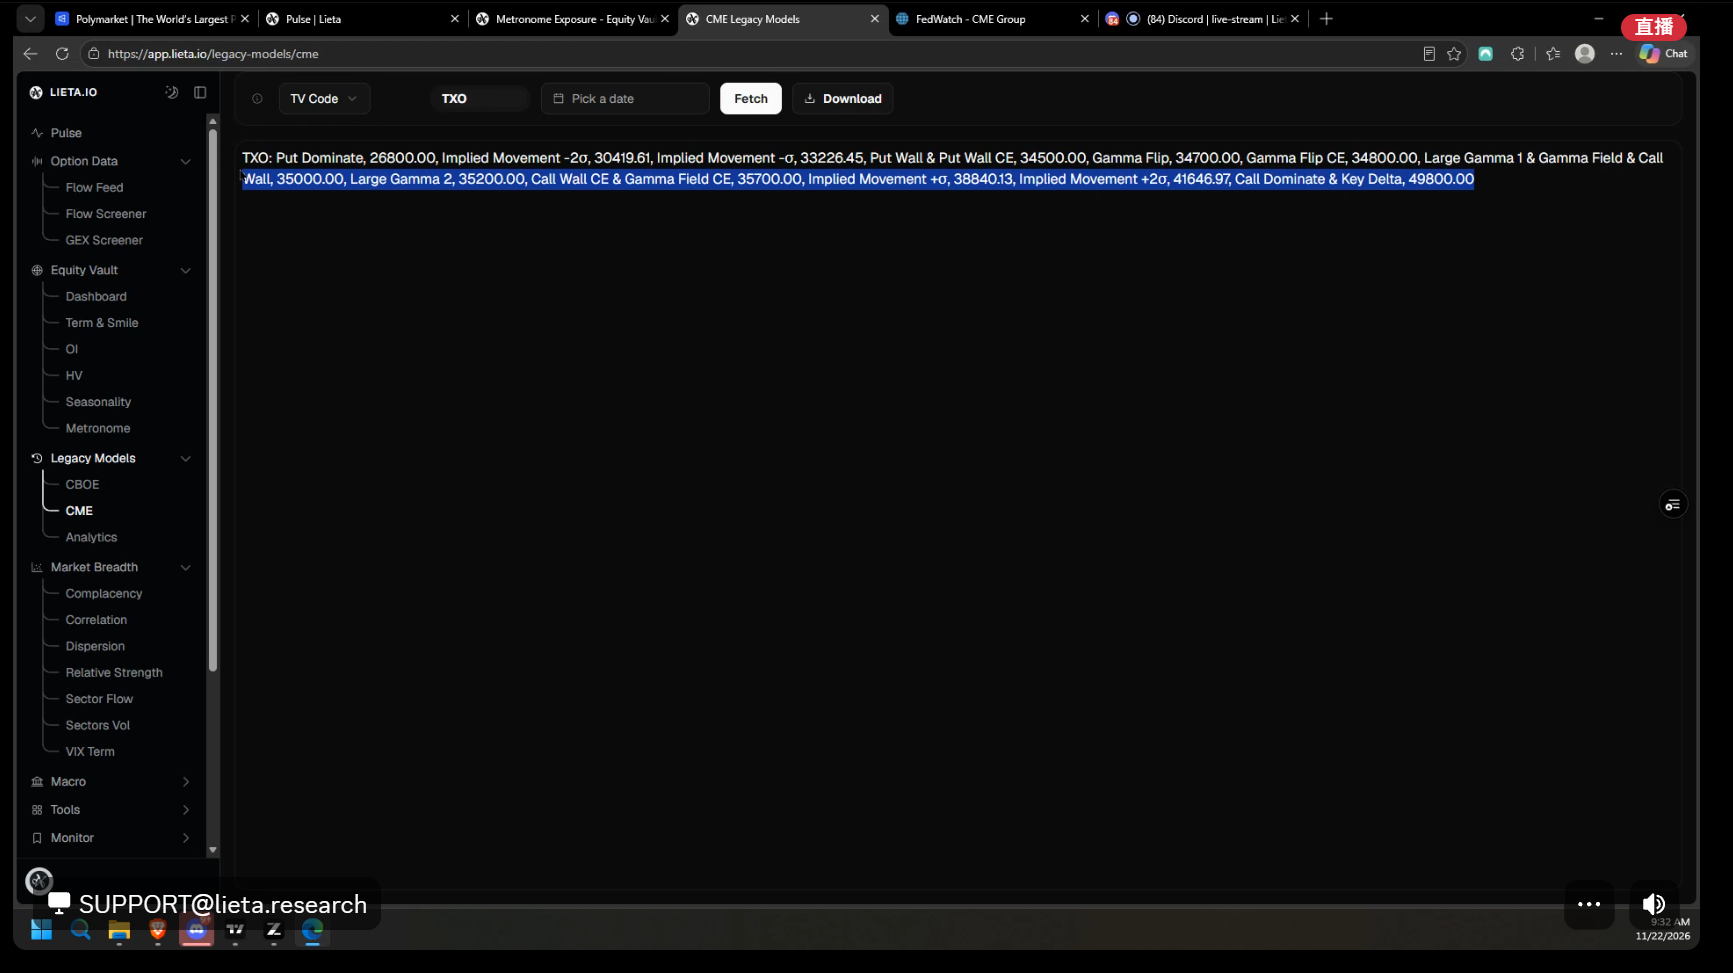 Polymarket | The World's Largest P
Pulse | Lieta
Metronome Exposure - Equity Vau
CME Legacy Models
FedWatch - CME Group
(84) Discord | live-stream | Lie
直播
https://app.lieta.io/legacy-models/cme
Chat
LIETA.IO
TV Code
TXO
Pick a date
Fetch
Download
Pulse
Option Data
Flow Feed
Flow Screener
GEX Screener
Equity Vault
Dashboard
Term & Smile
OI
HV
Seasonality
Metronome
Legacy Models
CBOE
CME
Analytics
Market Breadth
Complacency
Correlation
Dispersion
Relative Strength
Sector Flow
Sectors Vol
VIX Term
Macro
Tools
Monitor
TXO: Put Dominate, 26800.00, Implied Movement -2σ, 30419.61, Implied Movement -σ, 33226.45, Put Wall & Put Wall CE, 34500.00, Gamma Flip, 34700.00, Gamma Flip CE, 34800.00, Large Gamma 1 & Gamma Field & Call
Wall, 35000.00, Large Gamma 2, 35200.00, Call Wall CE & Gamma Field CE, 35700.00, Implied Movement +σ, 38840.13, Implied Movement +2σ, 41646.97, Call Dominate & Key Delta, 49800.00
SUPPORT@lieta.research
9:32 AM
11/22/2026